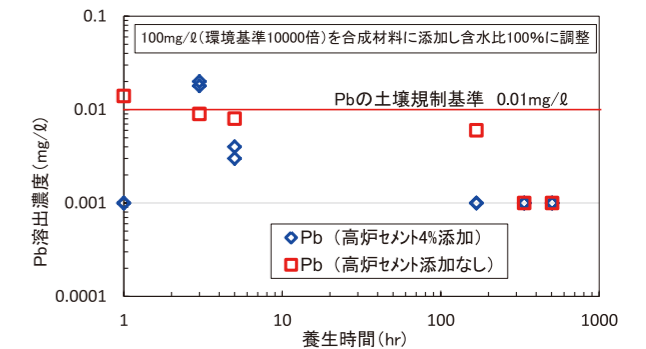 0.1
100mg/ℓ(環境基準10000倍)を合成材料に添加し含水比100%に調整
Pbの土壌規制基準 0.01mg/ℓ
0.01
0.001
0.0001
Pb溶出濃度(mg/ℓ)
Pb (高炉セメント4%添加)
Pb (高炉セメント添加なし)
1
10
100
1000
養生時間(hr)